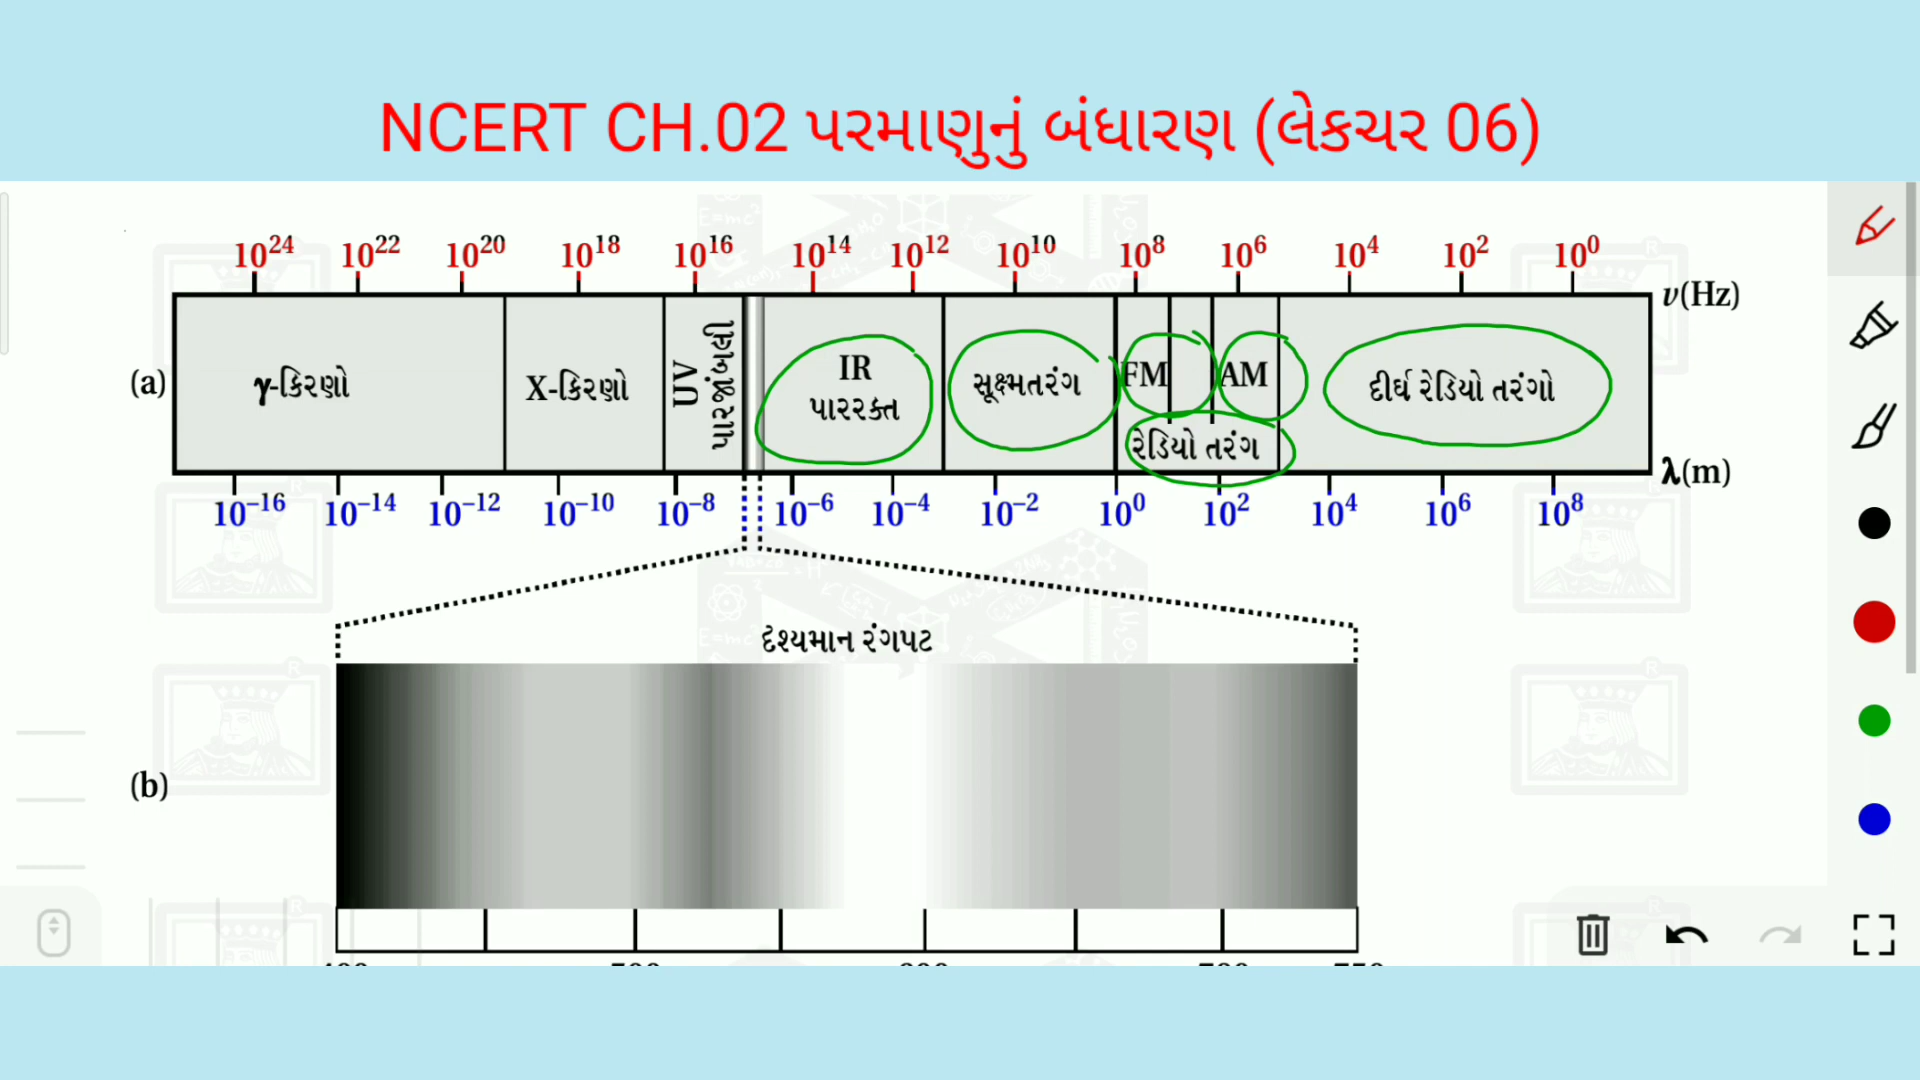 NCERT CH.02 પરમાણુનું બંધારણ (લેકચર 06)
10²⁴ 10²² 10²⁰ 10¹⁸ 10¹⁶ 10¹⁴ 10¹² 10¹⁰ 10⁸ 10⁶ 10⁴ 10² 10⁰
ν(Hz)
(a)
γ-કિરણો
X-કિરણો
UV
પારજાંબલી
IR
પારરક્ત
સૂક્ષ્મતરંગ
FM
AM
રેડિયો તરંગ
દીર્ઘ રેડિયો તરંગો
λ(m)
10⁻¹⁶ 10⁻¹⁴ 10⁻¹² 10⁻¹⁰ 10⁻⁸ 10⁻⁶ 10⁻⁴ 10⁻² 10⁰ 10² 10⁴ 10⁶ 10⁸
દૃશ્યમાન રંગપટ
(b)